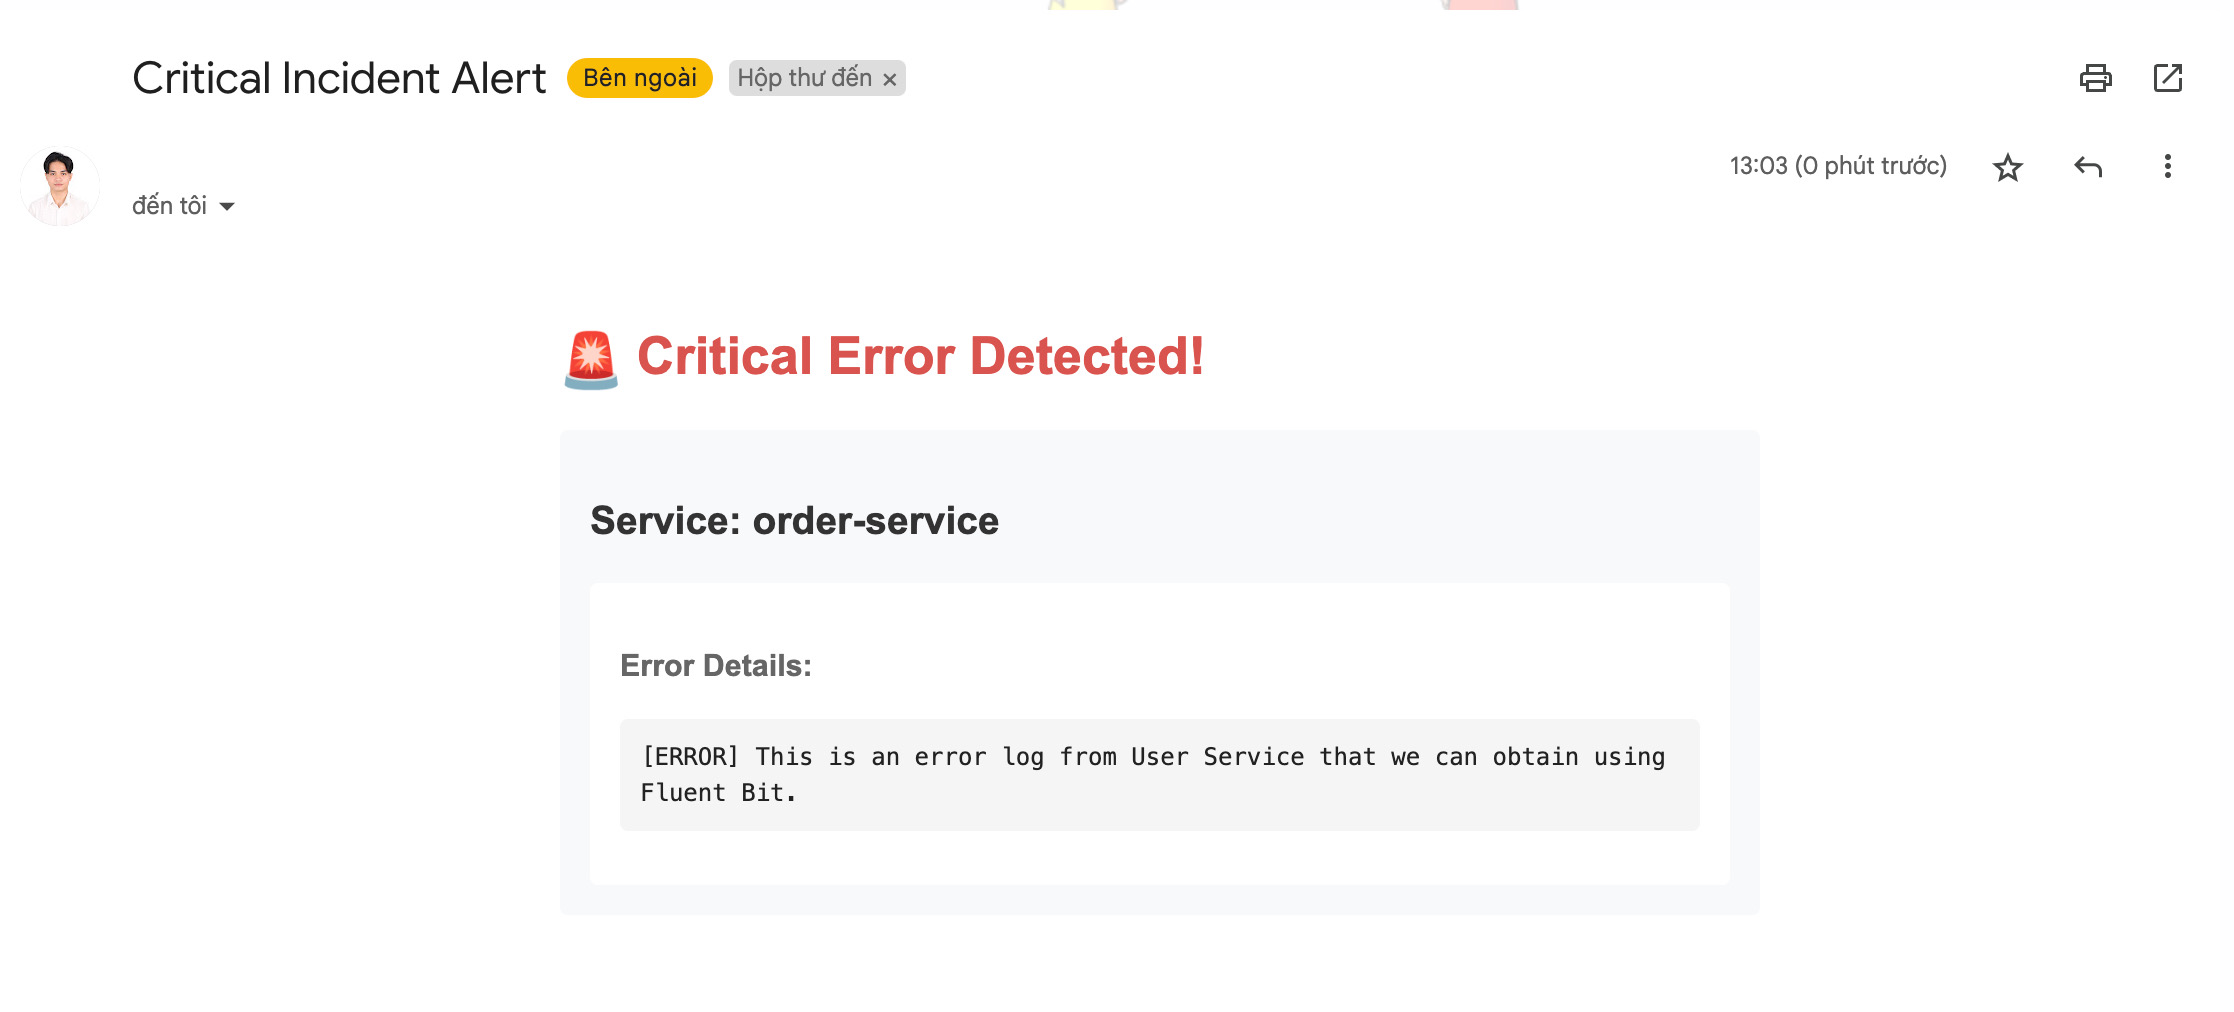 Critical Incident Alert Bên ngoài Hộp thư đến ×
13:03 (0 phút trước)
đến tôi
🚨 Critical Error Detected!
Service: order-service
Error Details:
[ERROR] This is an error log from User Service that we can obtain using
Fluent Bit.